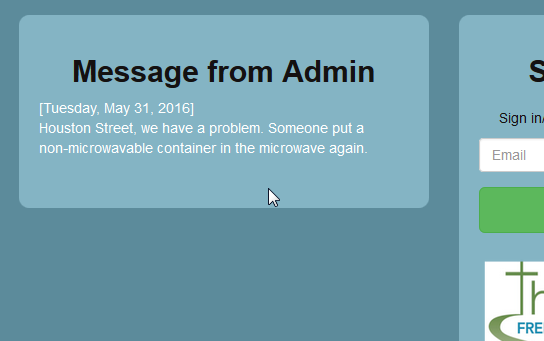 Message from Admin
[Tuesday, May 31, 2016]
Houston Street, we have a problem. Someone put a
non-microwavable container in the microwave again.
Sign in/
Email